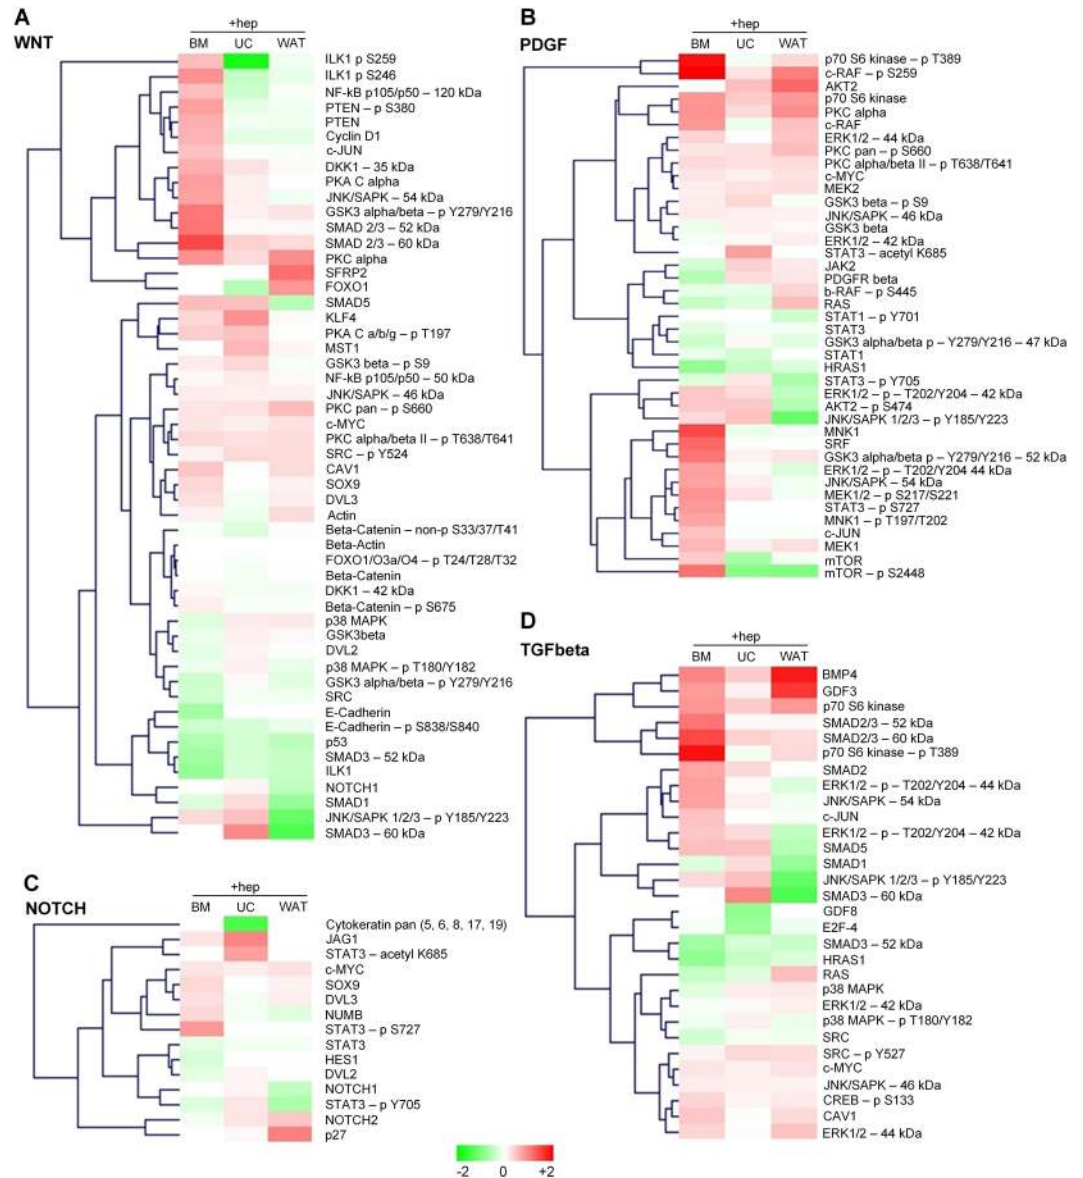 A
WNT
+hep
BM UC WAT
ILK1 p S259
ILK1 p S246
NF-kB p105/p50 – 120 kDa
PTEN – p S380
PTEN
Cyclin D1
c-JUN
DKK1 – 35 kDa
PKA C alpha
JNK/SAPK – 54 kDa
GSK3 alpha/beta – p Y279/Y216
SMAD 2/3 – 52 kDa
SMAD 2/3 – 60 kDa
PKC alpha
SFRP2
FOXO1
SMAD5
KLF4
PKA C a/b/g – p T197
MST1
GSK3 beta – p S9
NF-kB p105/p50 – 50 kDa
JNK/SAPK – 46 kDa
PKC pan – p S660
c-MYC
PKC alpha/beta II – p T638/T641
SRC – p Y524
CAV1
SOX9
DVL3
Actin
Beta-Catenin – non-p S33/37/T41
Beta-Actin
FOXO1/O3a/O4 – p T24/T28/T32
Beta-Catenin
DKK1 – 42 kDa
Beta-Catenin – p S675
p38 MAPK
GSK3beta
DVL2
p38 MAPK – p T180/Y182
GSK3 alpha/beta – p Y279/Y216
SRC
E-Cadherin
E-Cadherin – p S838/S840
p53
SMAD3 – 52 kDa
ILK1
NOTCH1
SMAD1
JNK/SAPK 1/2/3 – p Y185/Y223
SMAD3 – 60 kDa
B
PDGF
+hep
BM UC WAT
p70 S6 kinase – p T389
c-RAF – p S259
AKT2
p70 S6 kinase
PKC alpha
c-RAF
ERK1/2 – 44 kDa
PKC pan – p S660
PKC alpha/beta II – p T638/T641
c-MYC
MEK2
GSK3 beta – p S9
JNK/SAPK – 46 kDa
GSK3 beta
ERK1/2 – 42 kDa
STAT3 – acetyl K685
JAK2
PDGFR beta
b-RAF – p S445
RAS
STAT1 – p Y701
STAT3
GSK3 alpha/beta p – Y279/Y216 – 47 kDa
STAT1
HRAS1
STAT3 – p Y705
ERK1/2 – p – T202/Y204 – 42 kDa
AKT2 – p S474
JNK/SAPK 1/2/3 – p Y185/Y223
MNK1
SRF
GSK3 alpha/beta p – Y279/Y216 – 52 kDa
ERK1/2 – p – T202/Y204 44 kDa
JNK/SAPK – 54 kDa
MEK1/2 – p S217/S221
STAT3 – p S727
MNK1 – p T197/T202
c-JUN
MEK1
mTOR
mTOR – p S2448
C
NOTCH
+hep
BM UC WAT
Cytokeratin pan (5, 6, 8, 17, 19)
JAG1
STAT3 – acetyl K685
c-MYC
SOX9
DVL3
NUMB
STAT3 – p S727
STAT3
HES1
DVL2
NOTCH1
STAT3 – p Y705
NOTCH2
p27
D
TGFbeta
+hep
BM UC WAT
BMP4
GDF3
p70 S6 kinase
SMAD2/3 – 52 kDa
SMAD2/3 – 60 kDa
p70 S6 kinase – p T389
SMAD2
ERK1/2 – p – T202/Y204 – 44 kDa
JNK/SAPK – 54 kDa
c-JUN
ERK1/2 – p – T202/Y204 – 42 kDa
SMAD5
SMAD1
JNK/SAPK 1/2/3 – p Y185/Y223
SMAD3 – 60 kDa
GDF8
E2F-4
SMAD3 – 52 kDa
HRAS1
RAS
p38 MAPK
ERK1/2 – 42 kDa
p38 MAPK – p T180/Y182
SRC
SRC – p Y527
c-MYC
JNK/SAPK – 46 kDa
CREB – p S133
CAV1
ERK1/2 – 44 kDa
-2 0 +2